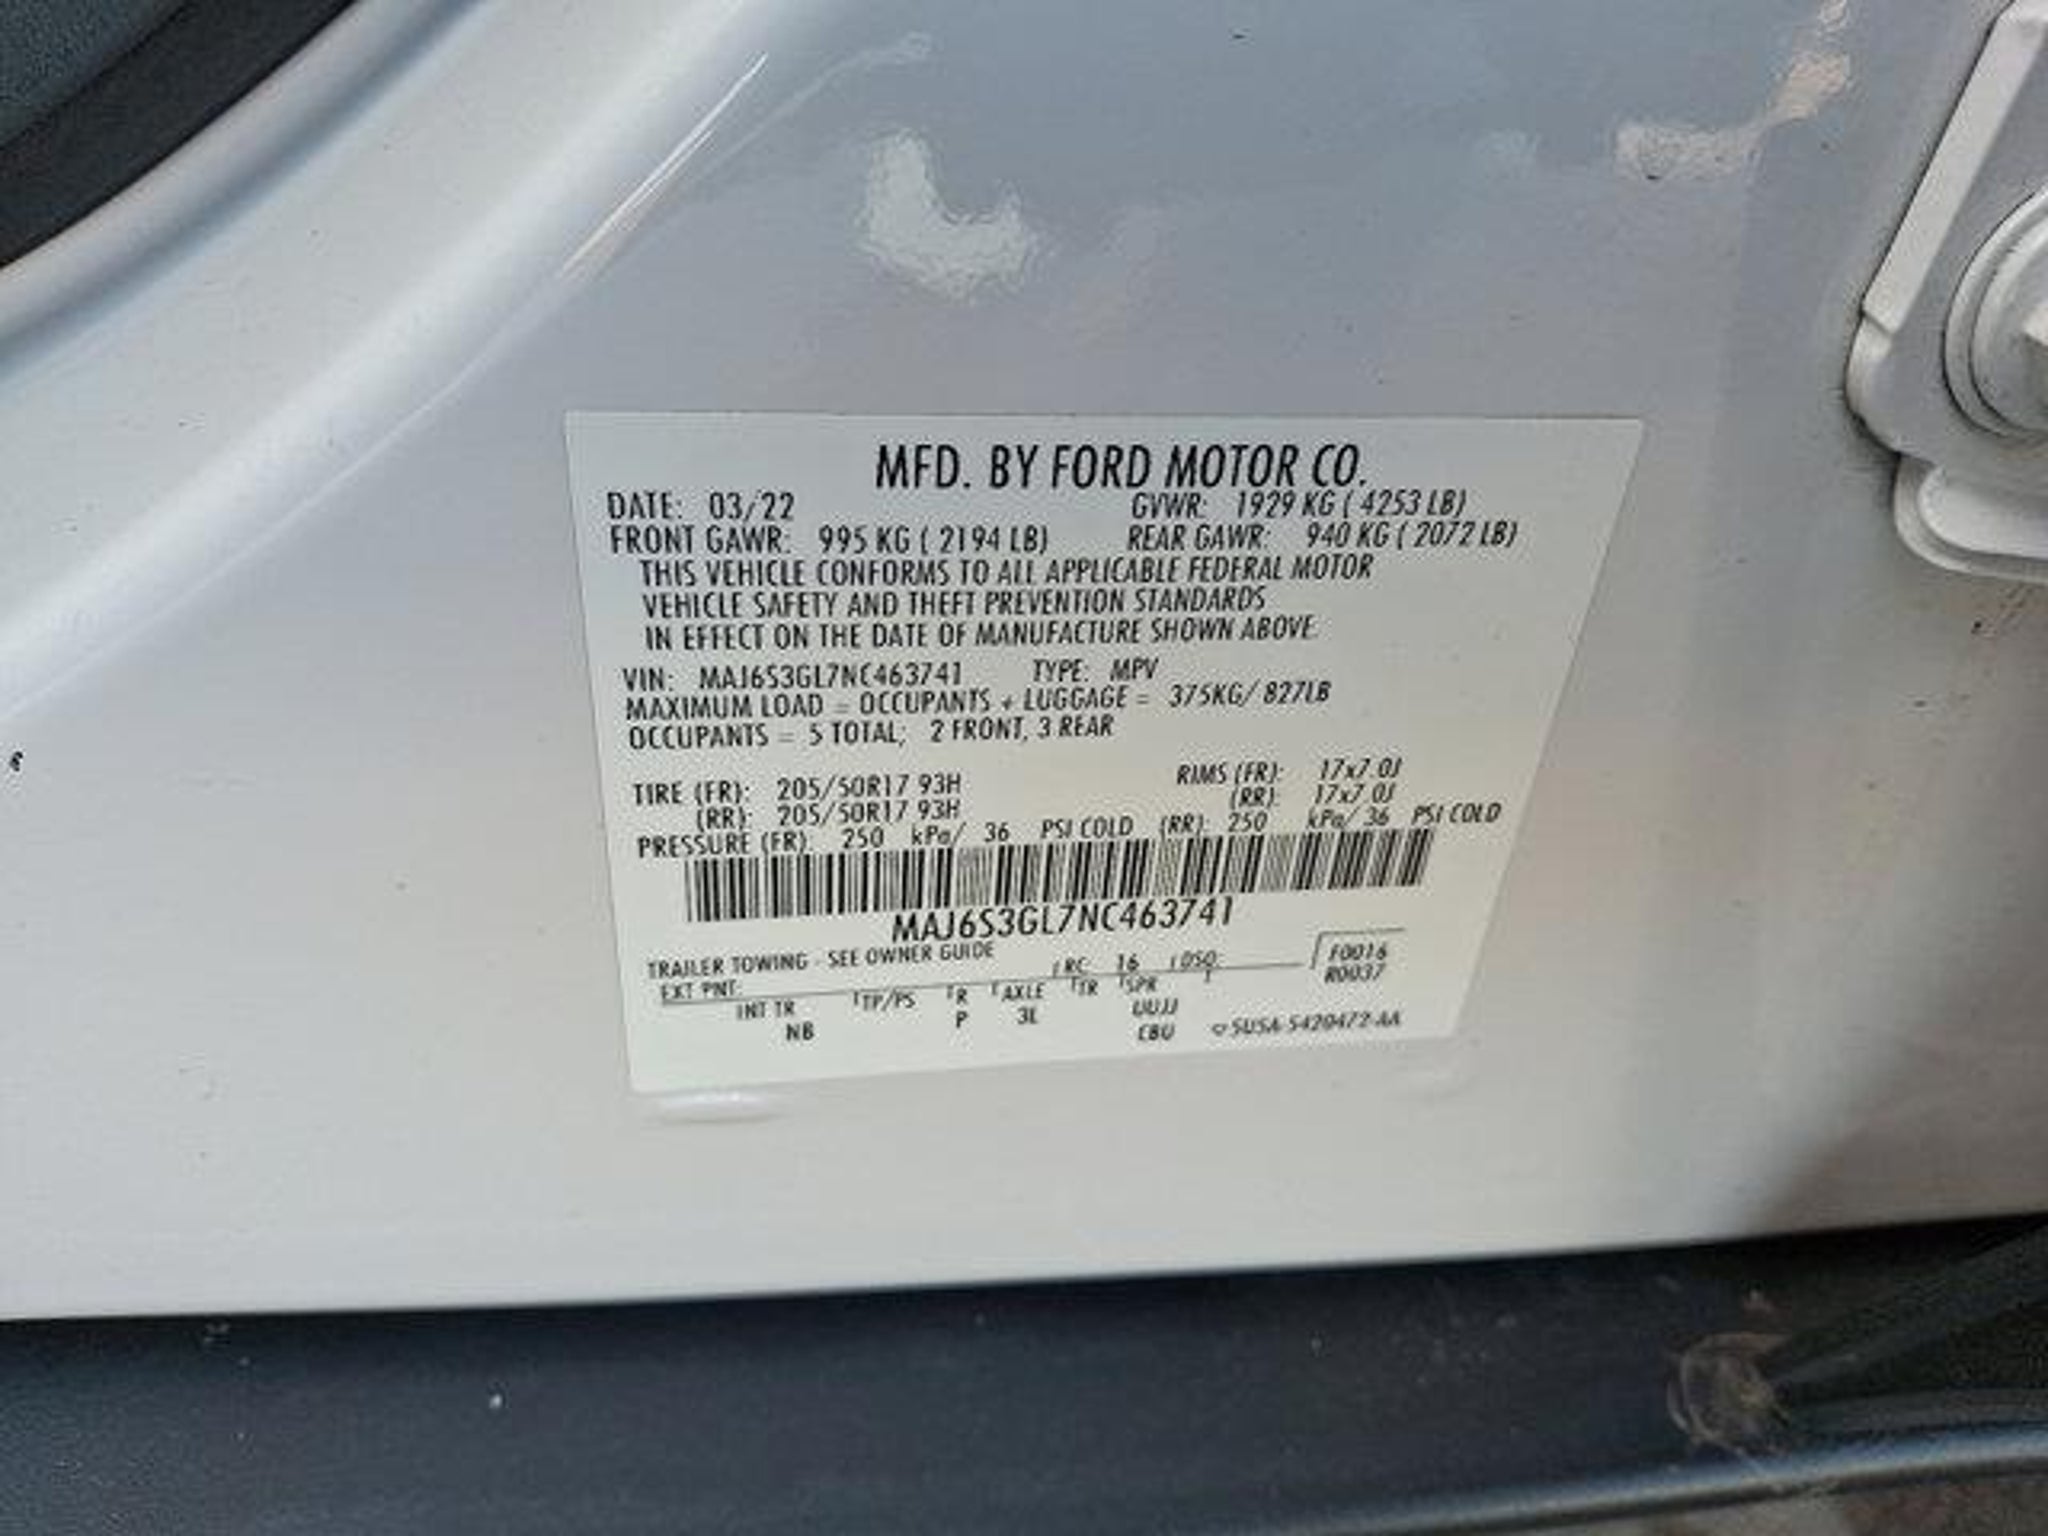 MFD. BY FORD MOTOR CO.
DATE: 03/22 GVWR: 1929 KG ( 4253 LB)
FRONT GAWR: 995 KG ( 2194 LB) REAR GAWR: 940 KG ( 2072 LB)
THIS VEHICLE CONFORMS TO ALL APPLICABLE FEDERAL MOTOR
VEHICLE SAFETY AND THEFT PREVENTION STANDARDS
IN EFFECT ON THE DATE OF MANUFACTURE SHOWN ABOVE.
VIN: MAJ6S3GL7NC463741 TYPE: MPV
MAXIMUM LOAD = OCCUPANTS + LUGGAGE = 375KG/ 827LB
OCCUPANTS = 5 TOTAL; 2 FRONT, 3 REAR
TIRE (FR): 205/50R17 93H RIMS (FR): 17x7.0J
(RR): 205/50R17 93H (RR): 17x7.0J
PRESSURE (FR): 250 kPa/ 36 PSI COLD (RR): 250 kPa/ 36 PSI COLD
MAJ6S3GL7NC463741
TRAILER TOWING - SEE OWNER GUIDE
EXT PNT: RC: 16 DSO: F0016
R0037
INT TR TP/PS R AXLE TR SPR T
NB P 3L UUJJ
CBU 5U5A-5420472-AA